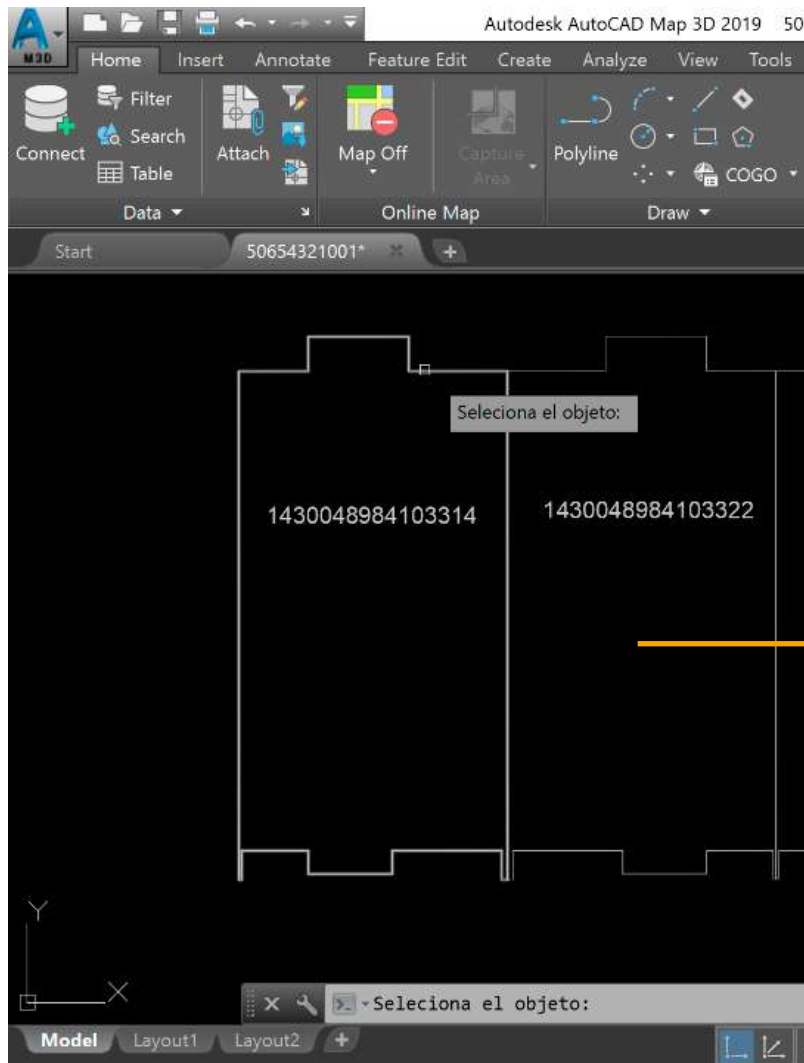 Autodesk AutoCAD Map 3D 2019 50
M3D
Home Insert Annotate Feature Edit Create Analyze View Tools
Connect
Filter
Search
Table
Attach
Map Off
Capture
Area
Polyline
COGO
Data
Online Map
Draw
Start
50654321001*
Seleciona el objeto:
1430048984103314
1430048984103322
Y
X
Seleciona el objeto:
Model Layout1 Layout2